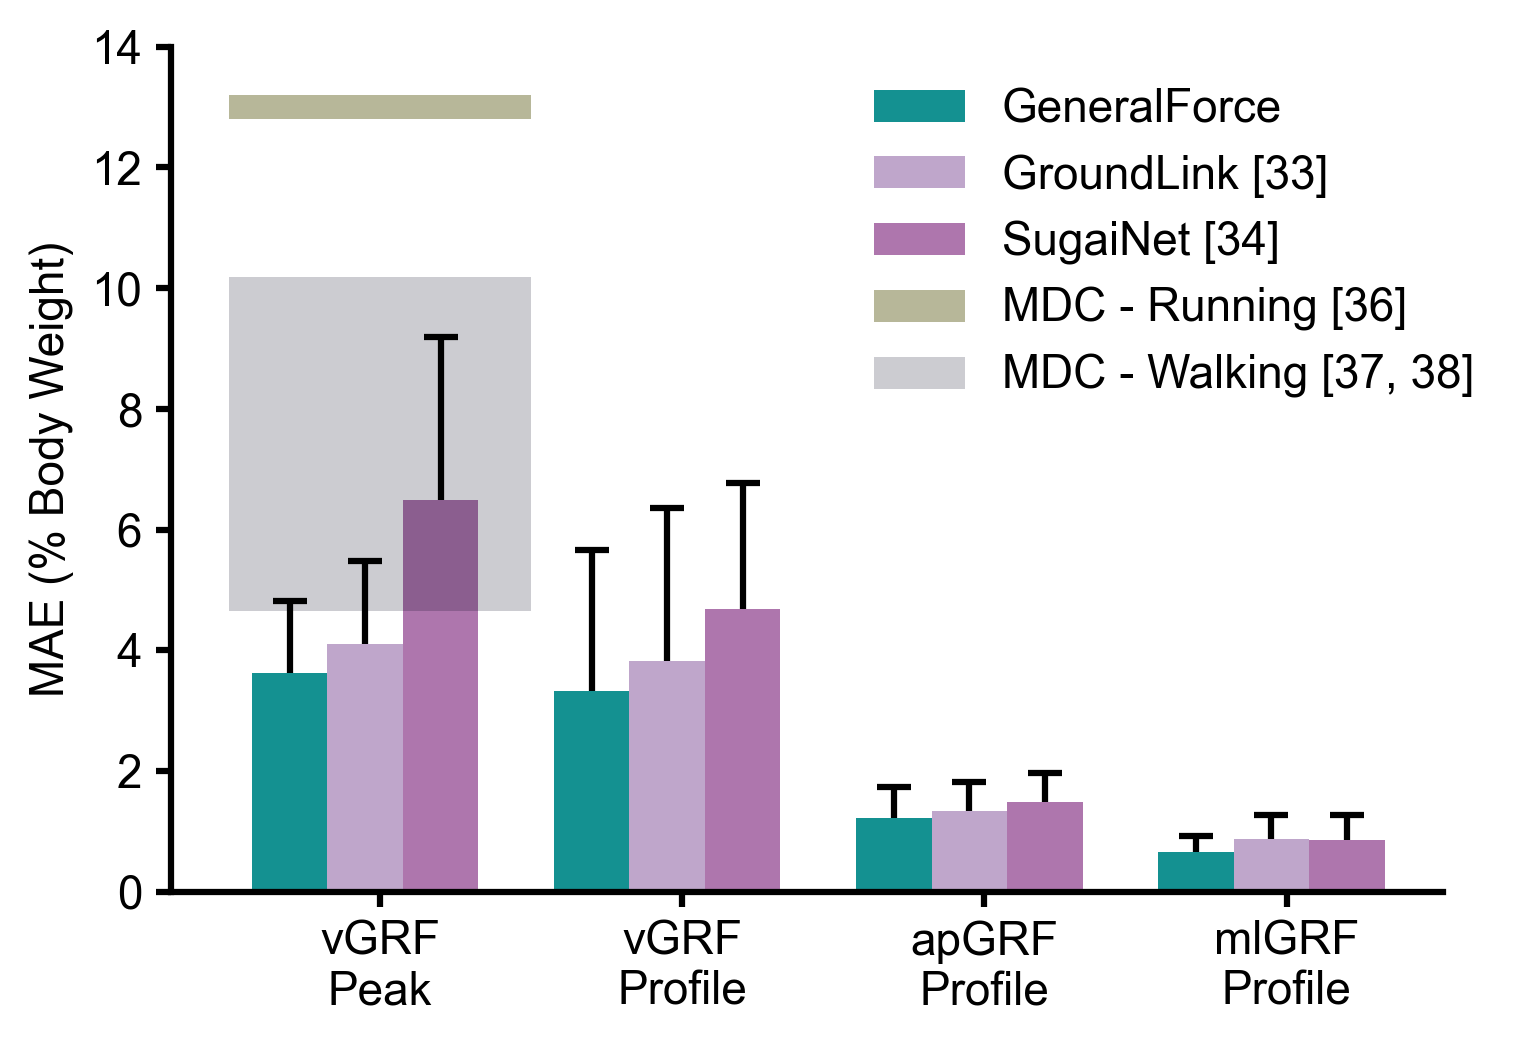 14
12
10
8
6
4
2
0
MAE (% Body Weight)
GeneralForce
GroundLink [33]
SugaiNet [34]
MDC - Running [36]
MDC - Walking [37, 38]
vGRF
Peak
vGRF
Profile
apGRF
Profile
mlGRF
Profile